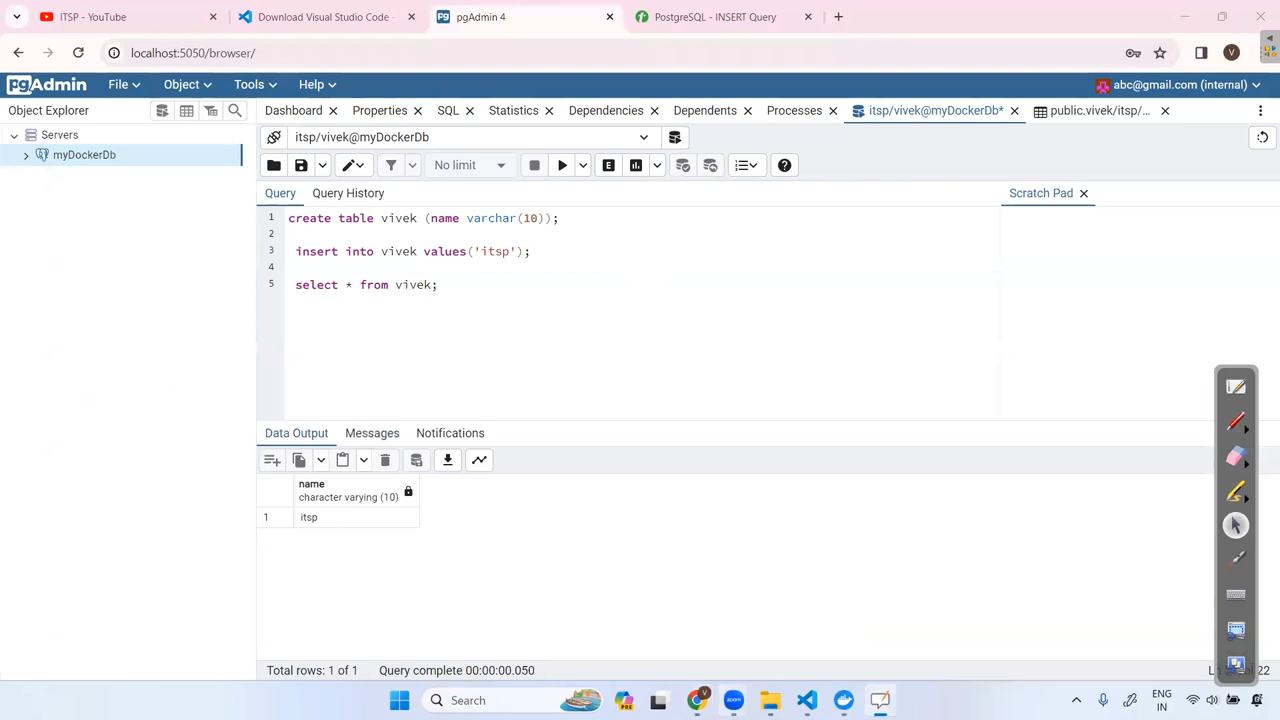 ITSP - YouTube
Download Visual Studio Code -
pgAdmin 4
PostgreSQL - INSERT Query
localhost:5050/browser/
V
pgAdmin
File
Object
Tools
Help
abc@gmail.com (internal)
Object Explorer
Dashboard
Properties
SQL
Statistics
Dependencies
Dependents
Processes
itsp/vivek@myDockerDb*
public.vivek/itsp/...
Servers
myDockerDb
itsp/vivek@myDockerDb
No limit
E
Query
Query History
Scratch Pad
1 create table vivek (name varchar(10));
2
3 insert into vivek values('itsp');
4
5 select * from vivek;
Data Output
Messages
Notifications
name
character varying (10)
1 itsp
Total rows: 1 of 1
Query complete 00:00:00.050
22
Search
PRE
V
zoom
ENG
IN